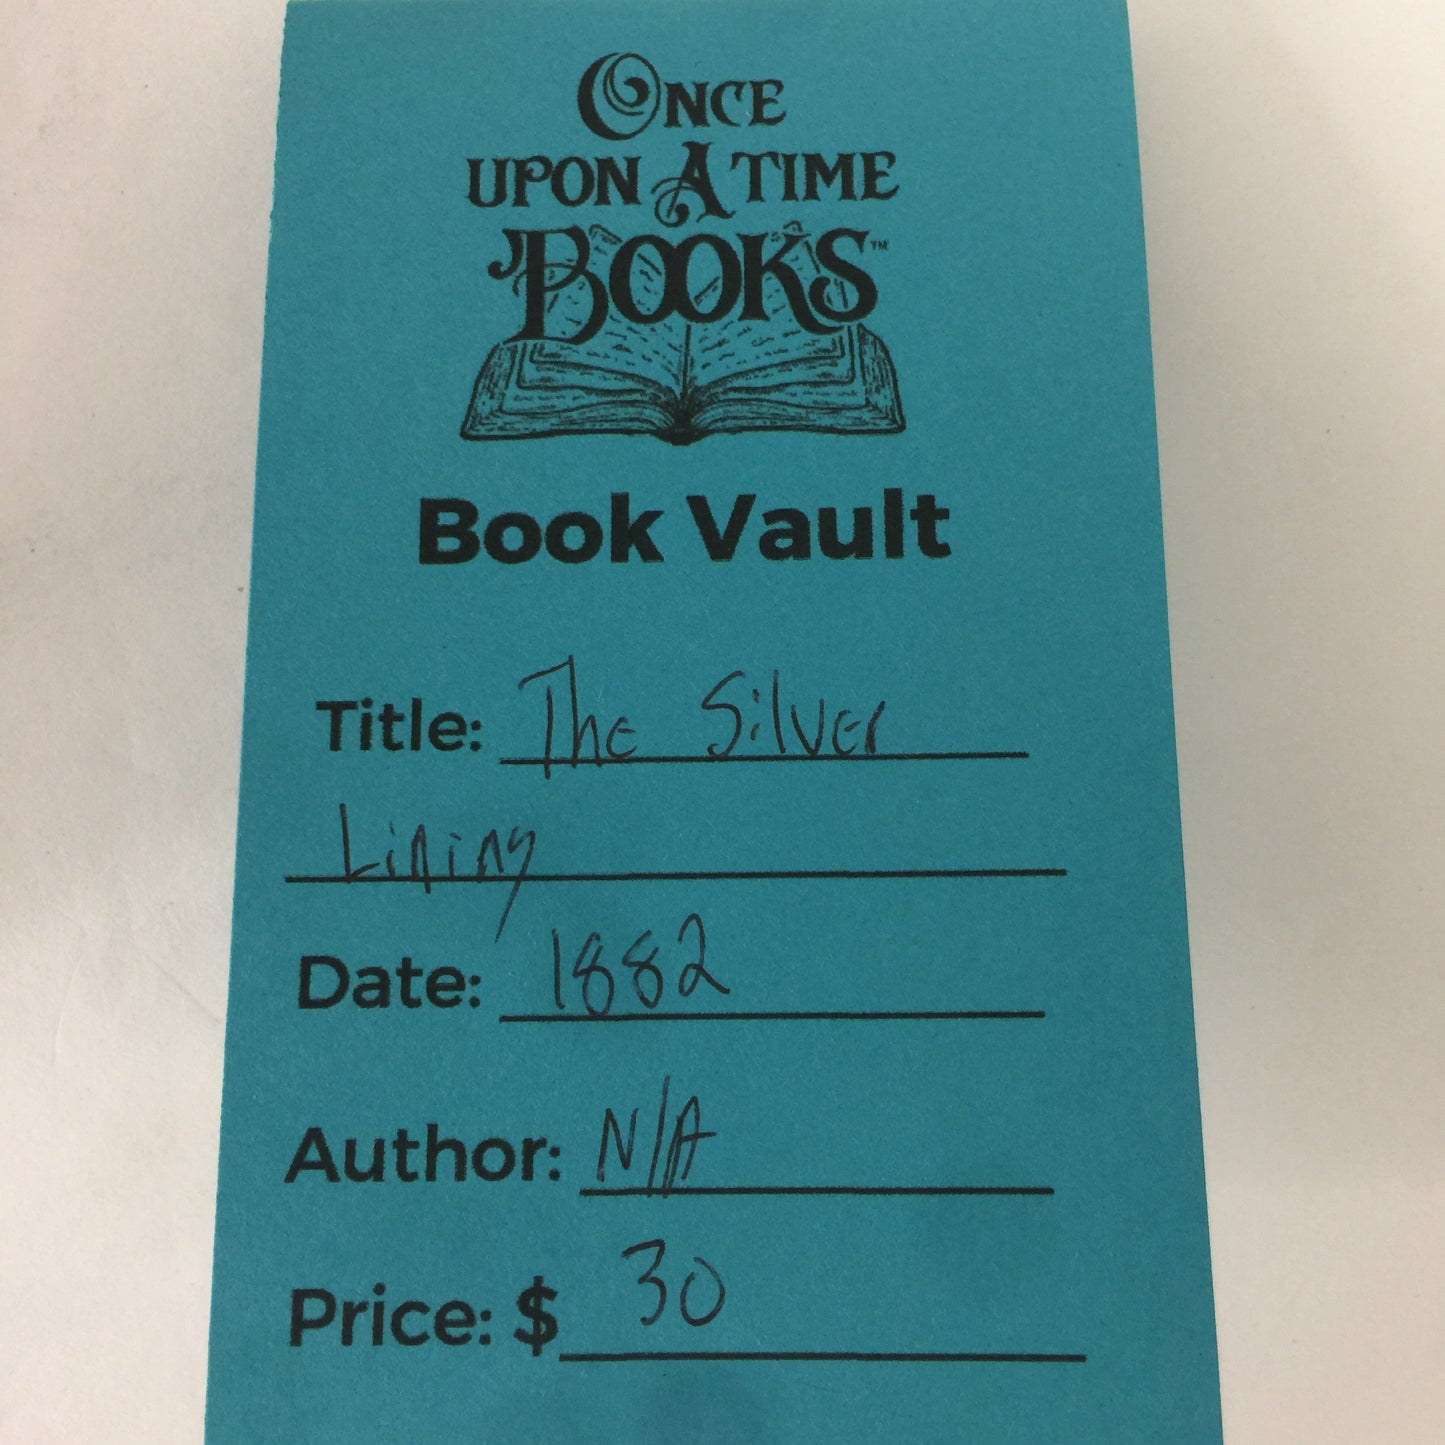 ONCE
UPON A TIME
BOOKS™
Book Vault
Title: The Silver
Lining
Date: 1882
Author: N/A
Price: $ 30